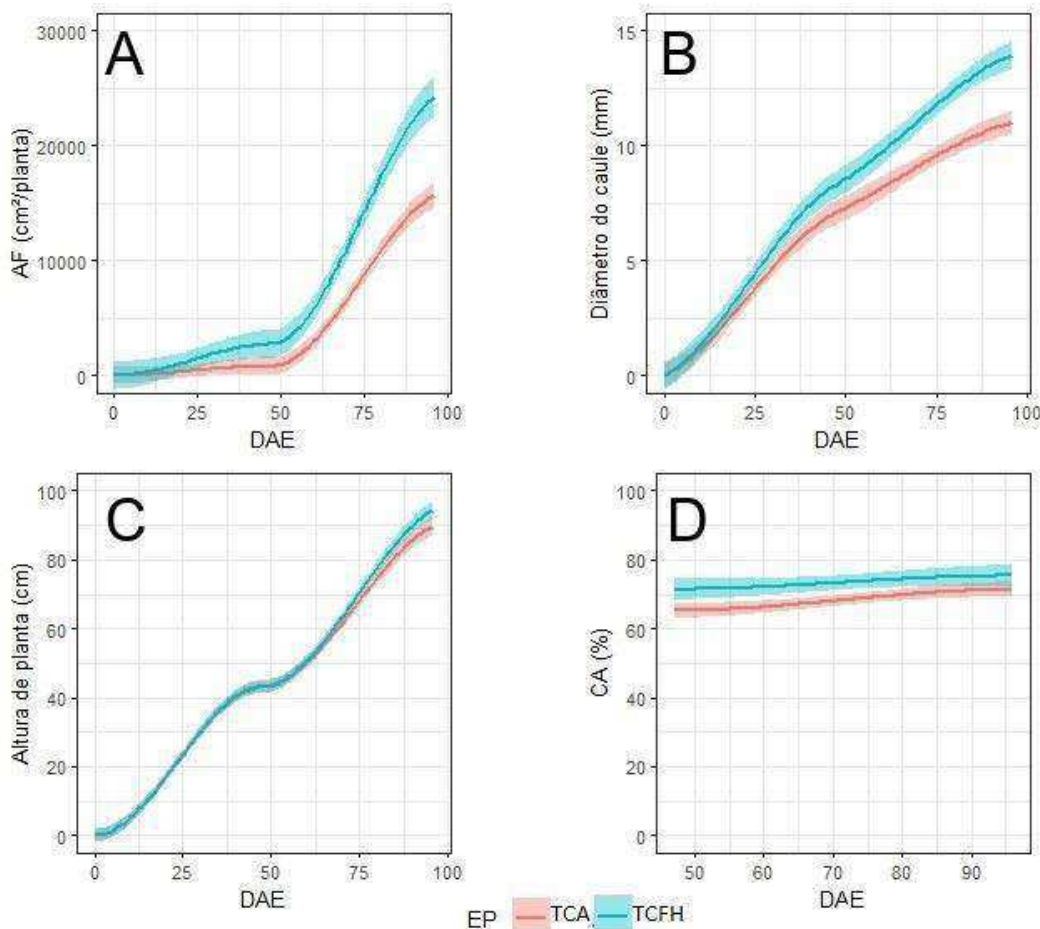 A
30000
20000
10000
0
AF (cm²/planta)
0 25 50 75 100
DAE
B
15
10
5
0
Diâmetro do caule (mm)
0 25 50 75 100
DAE
C
100
80
60
40
20
0
Altura de planta (cm)
0 25 50 75 100
DAE
D
100
80
60
40
20
0
CA (%)
50 60 70 80 90
DAE
EP TCA TCFH